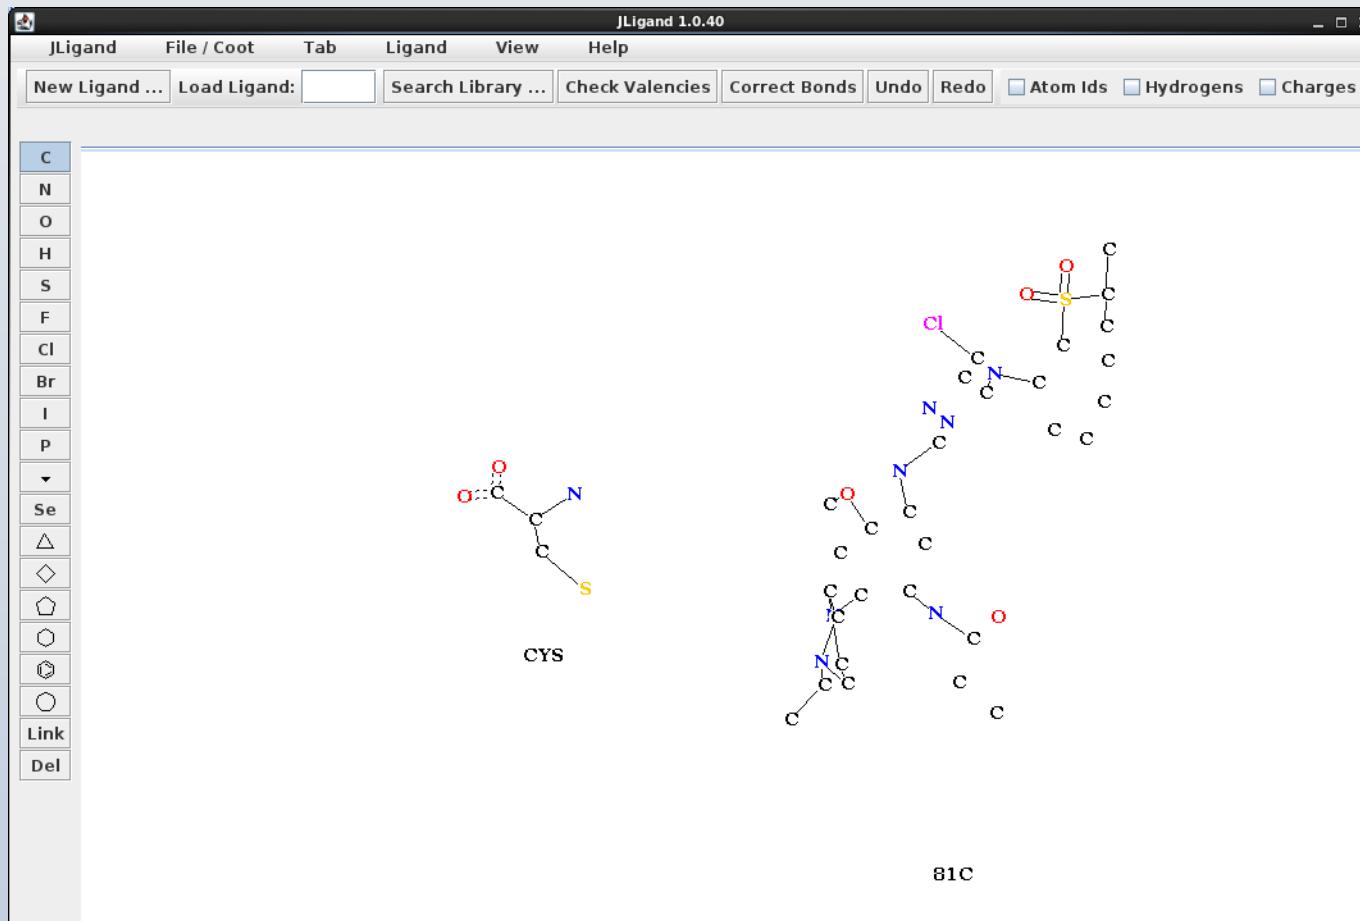 JLigand 1.0.40
JLigand File / Coot Tab Ligand View Help
New Ligand ... Load Ligand: Search Library ... Check Valencies Correct Bonds Undo Redo Atom Ids Hydrogens Charges
C
N
O
H
S
F
Cl
Br
I
P
Se
Link
Del
O
O C N
C
C
S
CYS
C
O
O S C
Cl C
C
C C
C N C
C
C
N
N C C
C
N
C O C
C
C
C
C C C
N C N O
C
N C
C C C
C C
81C